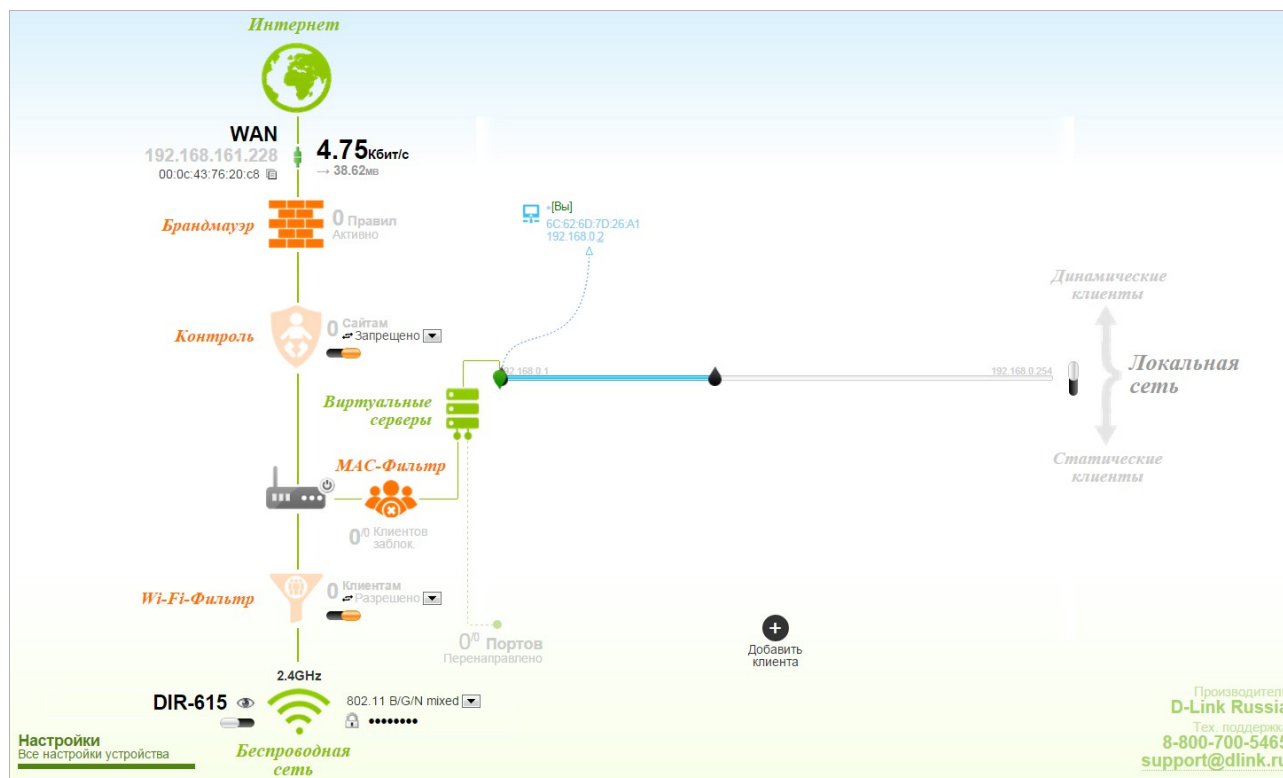 Интернет
WAN
192.168.161.228
00:0c:43:76:20:c8
4.75Кбит/с
→ 38.62МВ
Брандмауэр
0 Правил
Активно
[Вы]
6C:62:6D:7D:26:A1
192.168.0.2
Контроль
0 Сайтам
Запрещено
Виртуальные
серверы
192.168.0.1
192.168.0.254
Динамические
клиенты
Локальная
сеть
Статические
клиенты
MAC-Фильтр
0/0 Клиентов
заблок.
Wi-Fi-Фильтр
0 Клиентам
Разрешено
0/0 Портов
Перенаправлено
Добавить
клиента
2.4GHz
DIR-615
802.11 B/G/N mixed
••••••••
Беспроводная
сеть
Настройки
Все настройки устройства
Производитель
D-Link Russia
Тех. поддержка
8-800-700-5465
support@dlink.ru